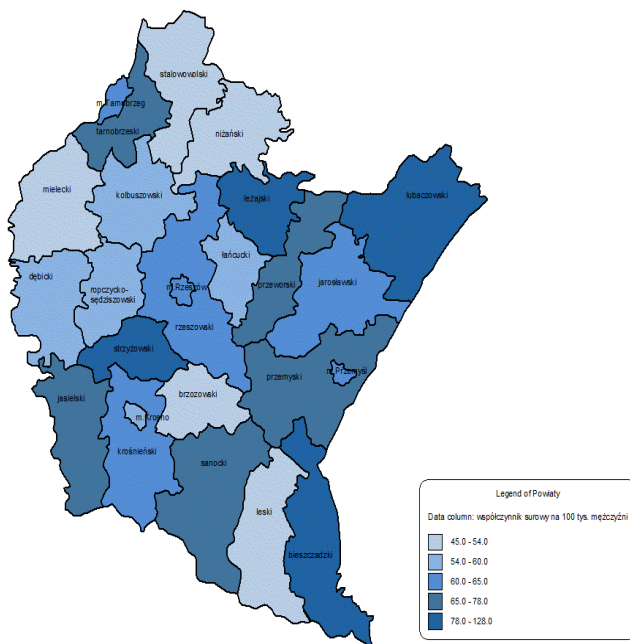 stalowowolski
m.Tarnobrzeg
tarnobrzeski
niżański
mielecki
kolbuszowski
leżajski
lubaczowski
łańcucki
dębicki
ropczycko-
sędziszowski
m.Rzeszów
przeworski
jarosławski
rzeszowski
strzyżowski
przemyski
m.Przemyśl
jasielski
brzozowski
m.Krosno
krośnieński
sanocki
leski
bieszczadzki
Legend of Powiaty
Data column: współczynnik surowy na 100 tys. mężczyźni
45.0 - 54.0
54.0 - 60.0
60.0 - 65.0
65.0 - 78.0
78.0 - 128.0